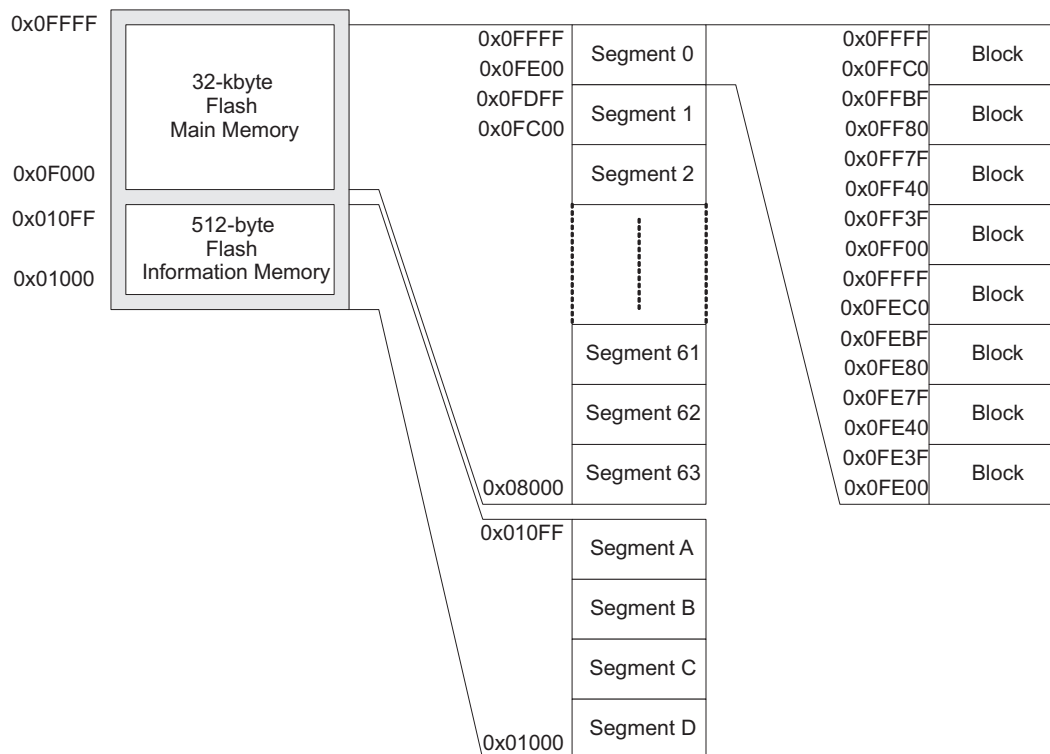 0x0FFFF
32-kbyte
Flash
Main Memory
0x0F000
0x010FF
512-byte
Flash
Information Memory
0x01000
0x0FFFF
0x0FE00
Segment 0
0x0FDFF
0x0FC00
Segment 1
Segment 2
Segment 61
Segment 62
0x08000
Segment 63
0x010FF
Segment A
Segment B
Segment C
0x01000
Segment D
0x0FFFF
0x0FFC0
Block
0x0FFBF
0x0FF80
Block
0x0FF7F
0x0FF40
Block
0x0FF3F
0x0FF00
Block
0x0FFFF
0x0FEC0
Block
0x0FEBF
0x0FE80
Block
0x0FE7F
0x0FE40
Block
0x0FE3F
0x0FE00
Block